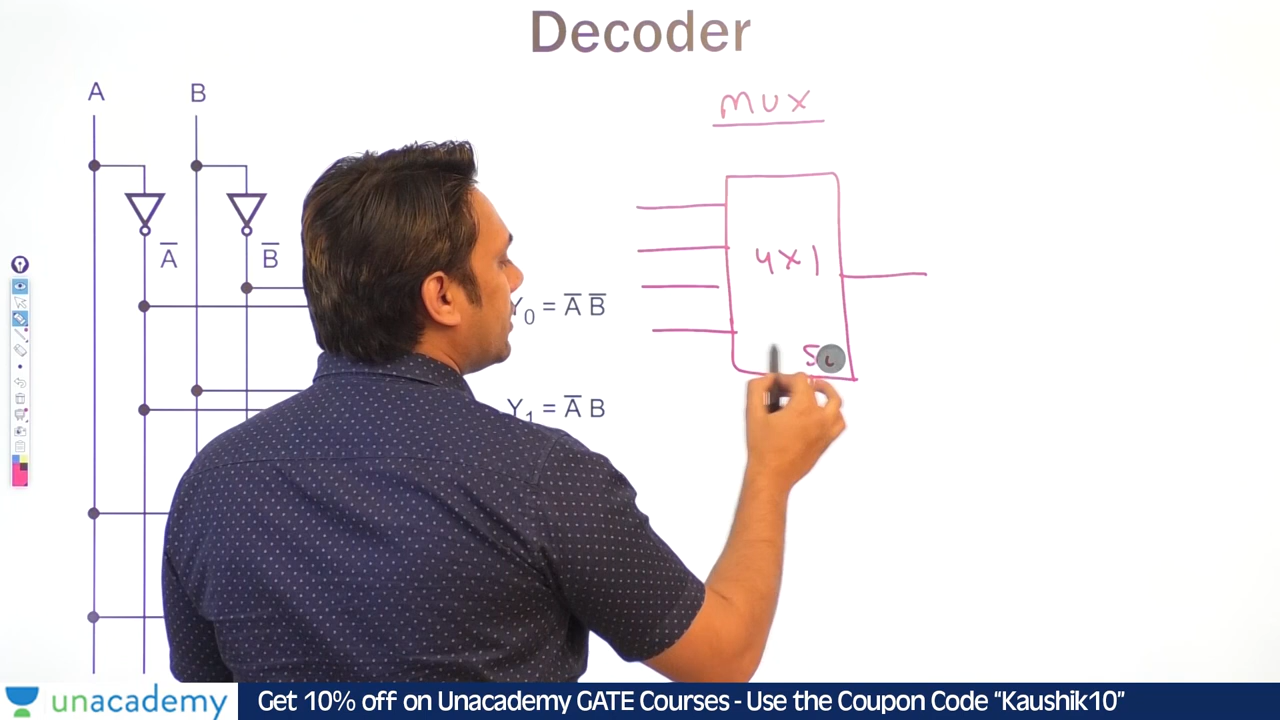 Decoder
A B
MUX
A̅ B̅
4x1
Y₀ = A̅ B̅
Y₁ = A̅ B
unacademy
Get 10% off on Unacademy GATE Courses - Use the Coupon Code “Kaushik10”